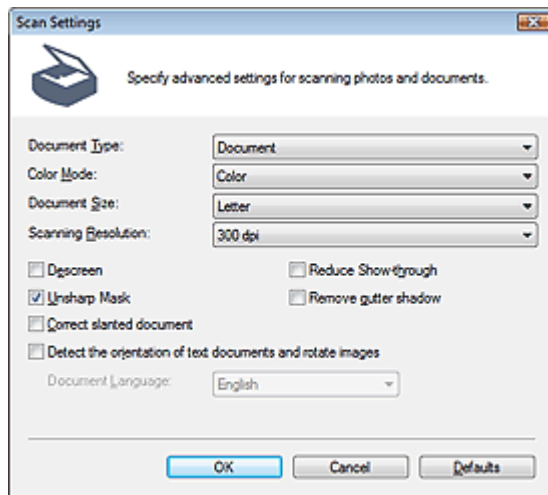 Scan Settings
Specify advanced settings for scanning photos and documents.
Document Type: Document
Color Mode: Color
Document Size: Letter
Scanning Resolution: 300 dpi
Descreen Reduce Show-through
Unsharp Mask Remove gutter shadow
Correct slanted document
Detect the orientation of text documents and rotate images
Document Language: English
OK Cancel Defaults